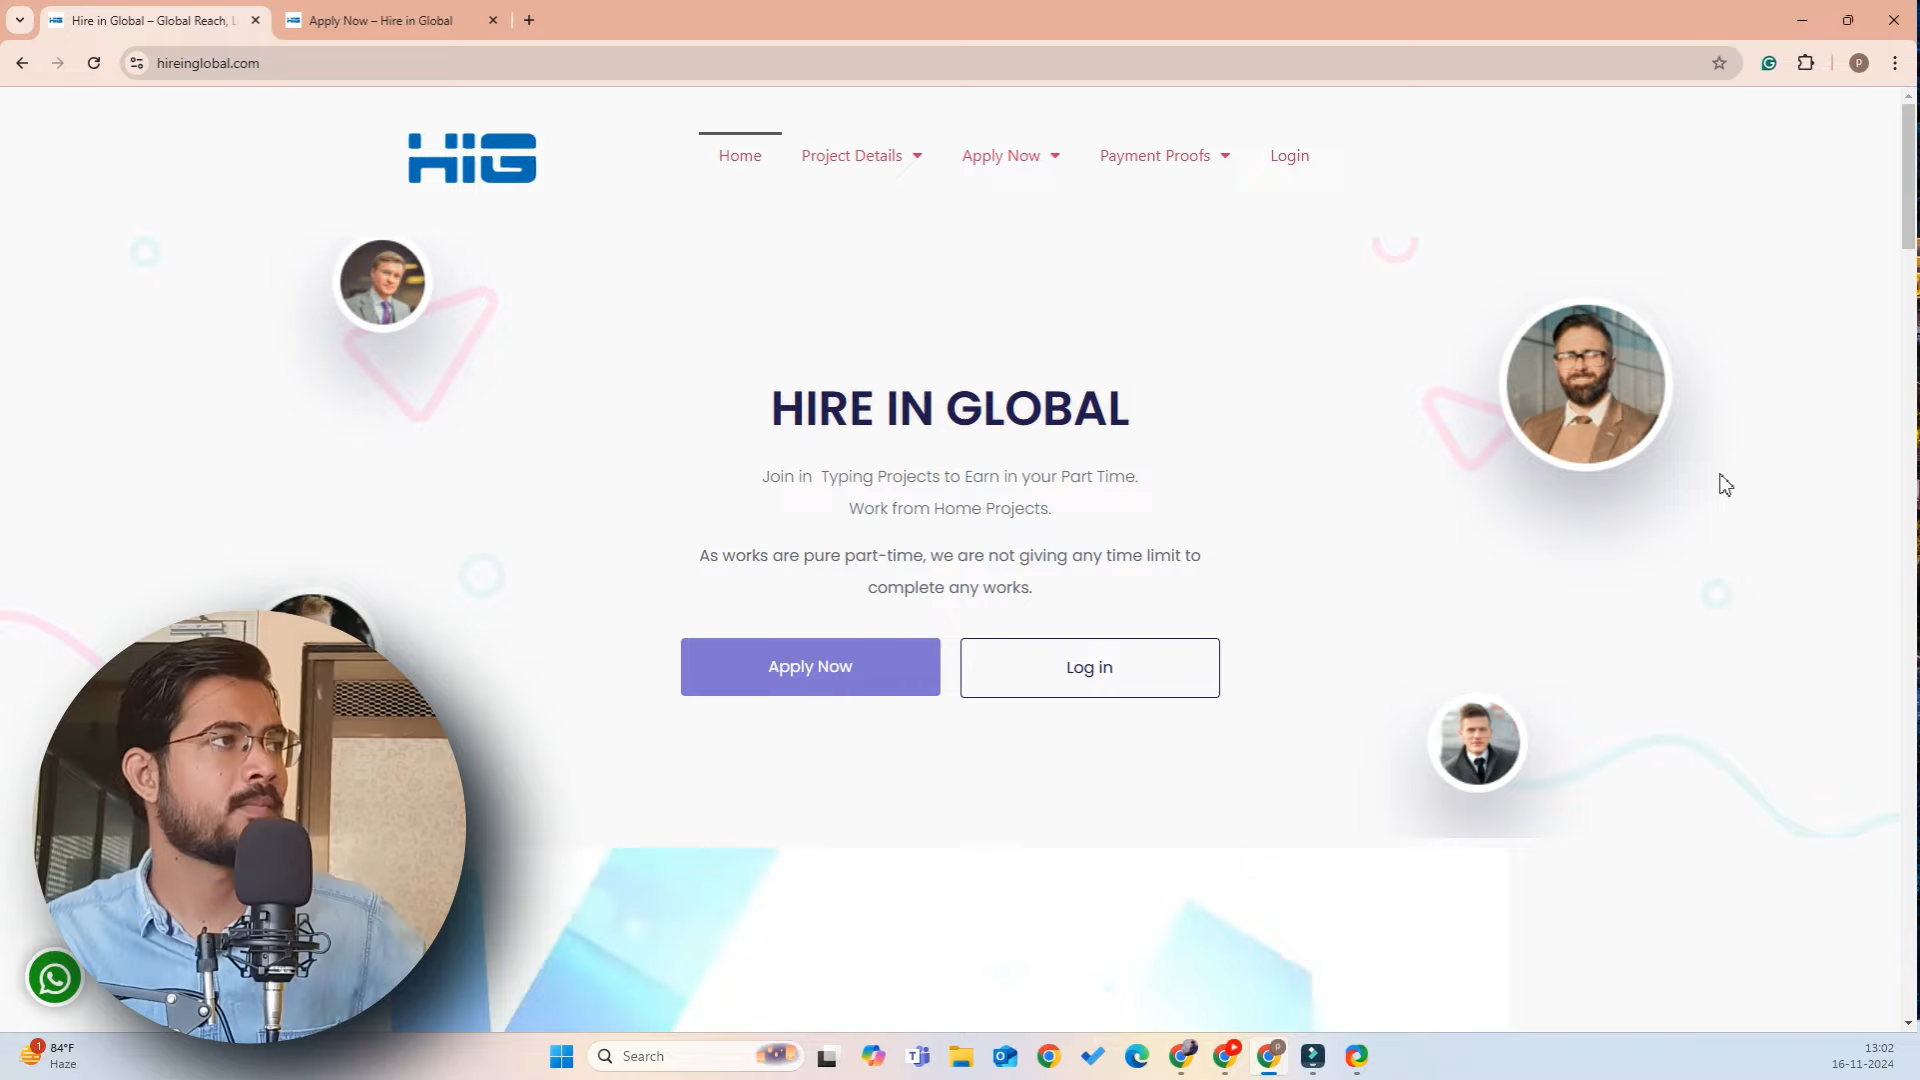 Hire in Global – Global Reach, L
Apply Now – Hire in Global
hireinglobal.com
P
HIG
Home
Project Details
Apply Now
Payment Proofs
Login
HIRE IN GLOBAL
Join in Typing Projects to Earn in your Part Time.
Work from Home Projects.
As works are pure part-time, we are not giving any time limit to
complete any works.
Apply Now
Log in
1
84°F
Haze
Search
13:02
16-11-2024